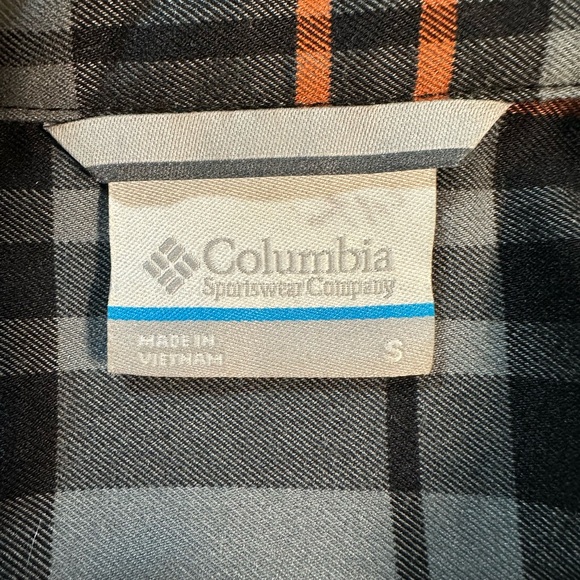 Columbia
Sportswear Company
MADE IN
VIETNAM
S